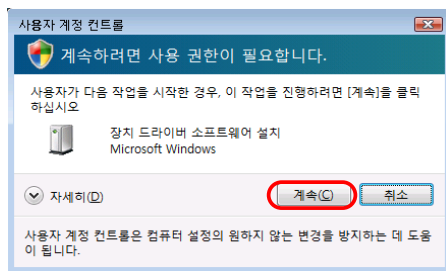 사용자 계정 컨트롤
계속하려면 사용 권한이 필요합니다.
사용자가 다음 작업을 시작한 경우, 이 작업을 진행하려면 [계속]을 클릭
하십시오
장치 드라이버 소프트웨어 설치
Microsoft Windows
자세히(D) 계속(C) 취소
사용자 계정 컨트롤은 컴퓨터 설정의 원하지 않는 변경을 방지하는 데 도움
이 됩니다.